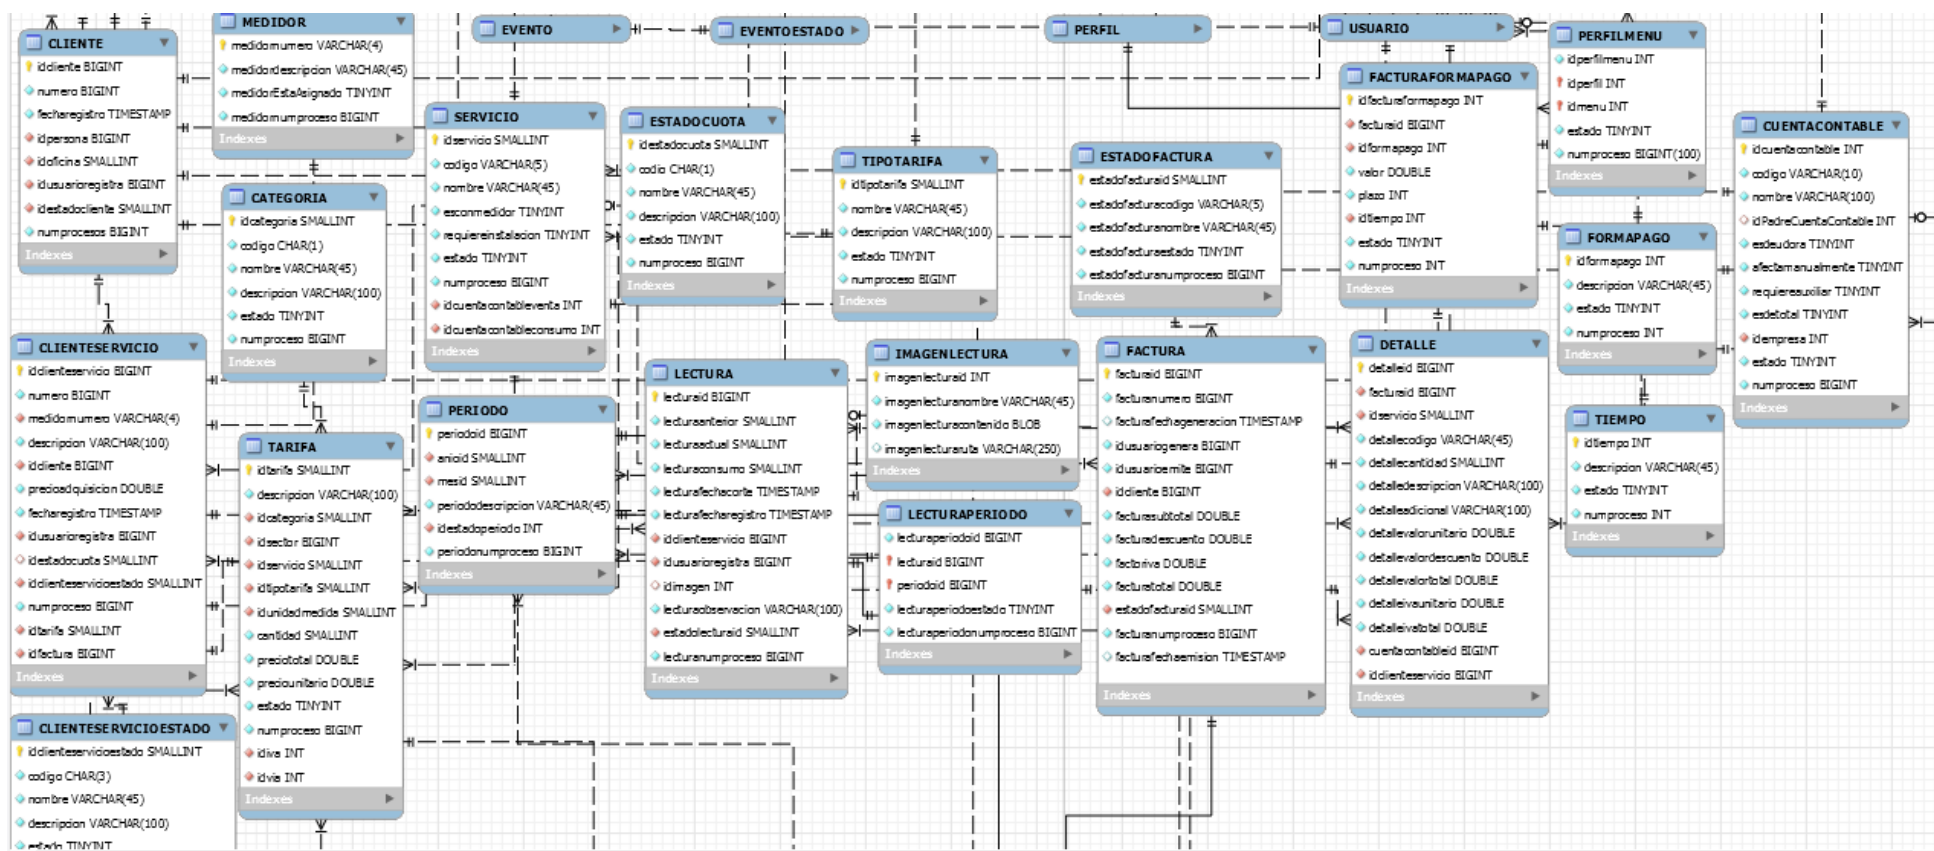 CLIENTE
idcliente BIGINT
numero BIGINT
fecharegistro TIMESTAMP
idpersona BIGINT
idoficina SMALLINT
idusuarioregistra BIGINT
idestadocliente SMALLINT
numprocesos BIGINT
Indexes
MEDIDOR
medidornumero VARCHAR(4)
medidordescripcion VARCHAR(45)
medidorEstaAsignado TINYINT
medidornumproceso BIGINT
Indexes
EVENTO
EVENTOESTADO
PERFIL
USUARIO
PERFILMENU
idperfilmenu INT
idperfil INT
idmenu INT
estado TINYINT
numproceso BIGINT(100)
Indexes
FACTURAFORMAPAGO
idfacturaformapago INT
facturaid BIGINT
idformapago INT
valor DOUBLE
plazo INT
idtiempo INT
estado TINYINT
numproceso INT
Indexes
CUENTACONTABLE
idcuentacontable INT
codigo VARCHAR(10)
nombre VARCHAR(100)
idPadreCuentaContable INT
esdeudora TINYINT
afectamanualmente TINYINT
requiereauxiliar TINYINT
esdetotal TINYINT
idempresa INT
estado TINYINT
numproceso BIGINT
Indexes
SERVICIO
idservicio SMALLINT
codigo VARCHAR(5)
nombre VARCHAR(45)
esconmedidor TINYINT
requiereinstalacion TINYINT
estado TINYINT
numproceso BIGINT
idcuentacontableventa INT
idcuentacontableconsumo INT
Indexes
ESTADOCUOTA
idestadocuota SMALLINT
codio CHAR(1)
nombre VARCHAR(45)
descripcion VARCHAR(100)
estado TINYINT
numproceso BIGINT
Indexes
TIPOTARIFA
idtipotarifa SMALLINT
nombre VARCHAR(45)
descripcion VARCHAR(100)
estado TINYINT
numproceso BIGINT
Indexes
ESTADOFACTURA
estadofacturaid SMALLINT
estadofacturacodigo VARCHAR(5)
estadofacturanombre VARCHAR(45)
estadofacturaestado TINYINT
estadofacturanumproceso BIGINT
Indexes
CATEGORIA
idcategoria SMALLINT
codigo CHAR(1)
nombre VARCHAR(45)
descripcion VARCHAR(100)
estado TINYINT
numproceso BIGINT
Indexes
FORMAPAGO
idformapago INT
descripcion VARCHAR(45)
estado TINYINT
numproceso INT
Indexes
CLIENTESERVICIO
idclienteservicio BIGINT
numero BIGINT
medidornumero VARCHAR(4)
descripcion VARCHAR(100)
idcliente BIGINT
precioadquisicion DOUBLE
fecharegistro TIMESTAMP
idusuarioregistra BIGINT
idestadocuota SMALLINT
idclienteservicioestado SMALLINT
numproceso BIGINT
idtarifa SMALLINT
idfactura BIGINT
Indexes
TARIFA
idtarifa SMALLINT
descripcion VARCHAR(100)
idcategoria SMALLINT
idsector BIGINT
idservicio SMALLINT
idtipotarifa SMALLINT
idunidadmedida SMALLINT
cantidad SMALLINT
preciototal DOUBLE
preciounitario DOUBLE
estado TINYINT
numproceso BIGINT
idiva INT
idvia INT
Indexes
PERIODO
periodoid BIGINT
anioid SMALLINT
mesid SMALLINT
periododescripcion VARCHAR(45)
idestadoperiodo INT
periodonumproceso BIGINT
Indexes
LECTURA
lecturaid BIGINT
lecturaanterior SMALLINT
lecturaactual SMALLINT
lecturaconsumo SMALLINT
lecturafechacorte TIMESTAMP
lecturafecharegistro TIMESTAMP
idclienteservicio BIGINT
idusuarioregistra BIGINT
idimagen INT
lecturaobservacion VARCHAR(100)
estadolecturaid SMALLINT
lecturanumproceso BIGINT
Indexes
IMAGENLECTURA
imagenlecturaid INT
imagenlecturanombre VARCHAR(45)
imagenlecturacontenido BLOB
imagenlecturaruta VARCHAR(250)
Indexes
LECTURAPERIODO
lecturaperiodoid BIGINT
lecturaid BIGINT
periodoid BIGINT
lecturaperiodoestado TINYINT
lecturaperiodonumproceso BIGINT
Indexes
FACTURA
facturaid BIGINT
facturanumero BIGINT
facturafechageneracion TIMESTAMP
idusuariogenera BIGINT
idusuarioemite BIGINT
idcliente BIGINT
facturasubtotal DOUBLE
facturadescuento DOUBLE
factoriva DOUBLE
facturatotal DOUBLE
estadofacturaid SMALLINT
facturanumproceso BIGINT
facturafechaemision TIMESTAMP
Indexes
DETALLE
detalleid BIGINT
facturaid BIGINT
idservicio SMALLINT
detallecodigo VARCHAR(45)
detallecantidad SMALLINT
detalledescripcion VARCHAR(100)
detalleadicional VARCHAR(100)
detallevalorunitario DOUBLE
detallevalordescuento DOUBLE
detallevalortotal DOUBLE
detalleivaunitario DOUBLE
detalleivatotal DOUBLE
cuentacontableid BIGINT
idclienteservicio BIGINT
Indexes
TIEMPO
idtiempo INT
descripcion VARCHAR(45)
estado TINYINT
numproceso INT
Indexes
CLIENTESERVICIOESTADO
idclienteservicioestado SMALLINT
codigo CHAR(3)
nombre VARCHAR(45)
descripcion VARCHAR(100)
estado TINYINT